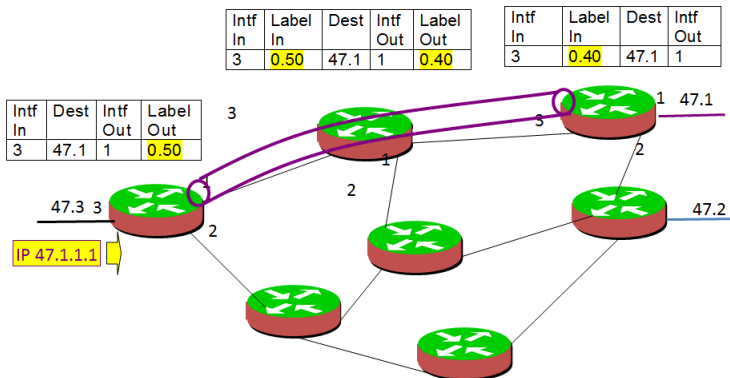 Intf In Label In Dest Intf Out Label Out
3 0.50 47.1 1 0.40
Intf In Label In Dest Intf Out
3 0.40 47.1 1
Intf In Dest Intf Out Label Out
3 47.1 1 0.50
3
1 47.1
3
2
1
1
2
47.3 3
2
47.2
IP 47.1.1.1